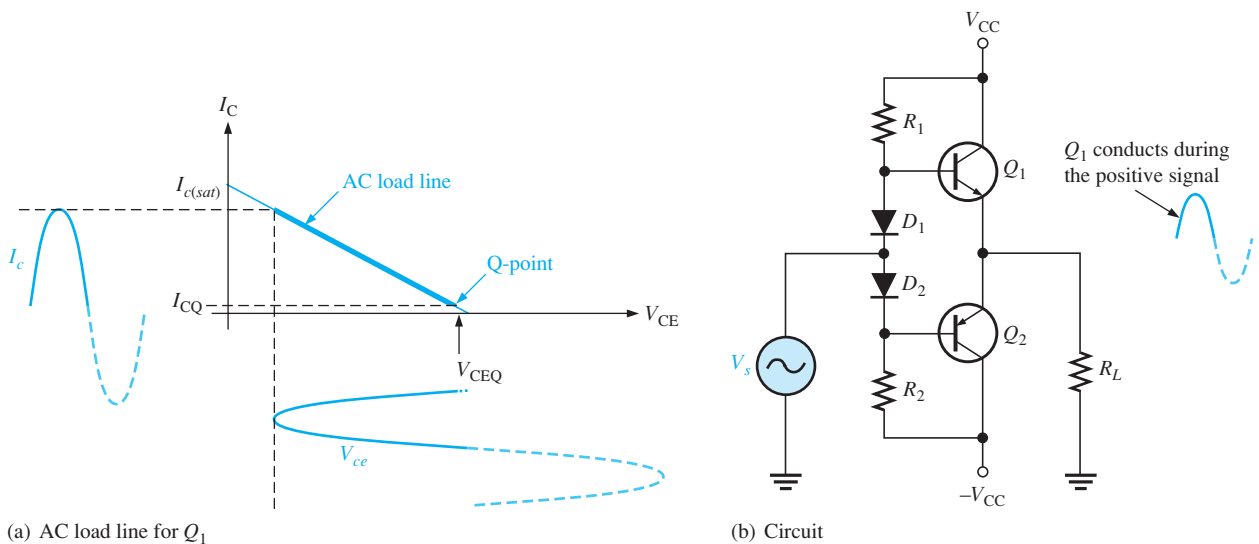 I_C
I_c(sat)
AC load line
I_c
Q-point
I_CQ
V_CE
V_CEQ
V_ce
(a) AC load line for Q_1
V_CC
R_1
Q_1
D_1
D_2
Q_2
V_s
R_2
R_L
–V_CC
Q_1 conducts during
the positive signal
(b) Circuit